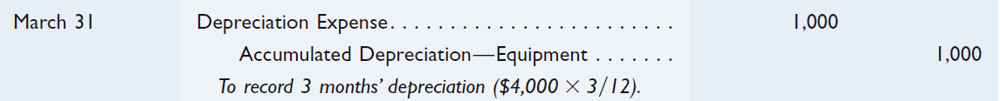 March 31 Depreciation Expense. . . . . . . . . . . . . . . . . . . . . . . . 1,000
Accumulated Depreciation—Equipment . . . . . . . 1,000
To record 3 months’ depreciation ($4,000 × 3/12).